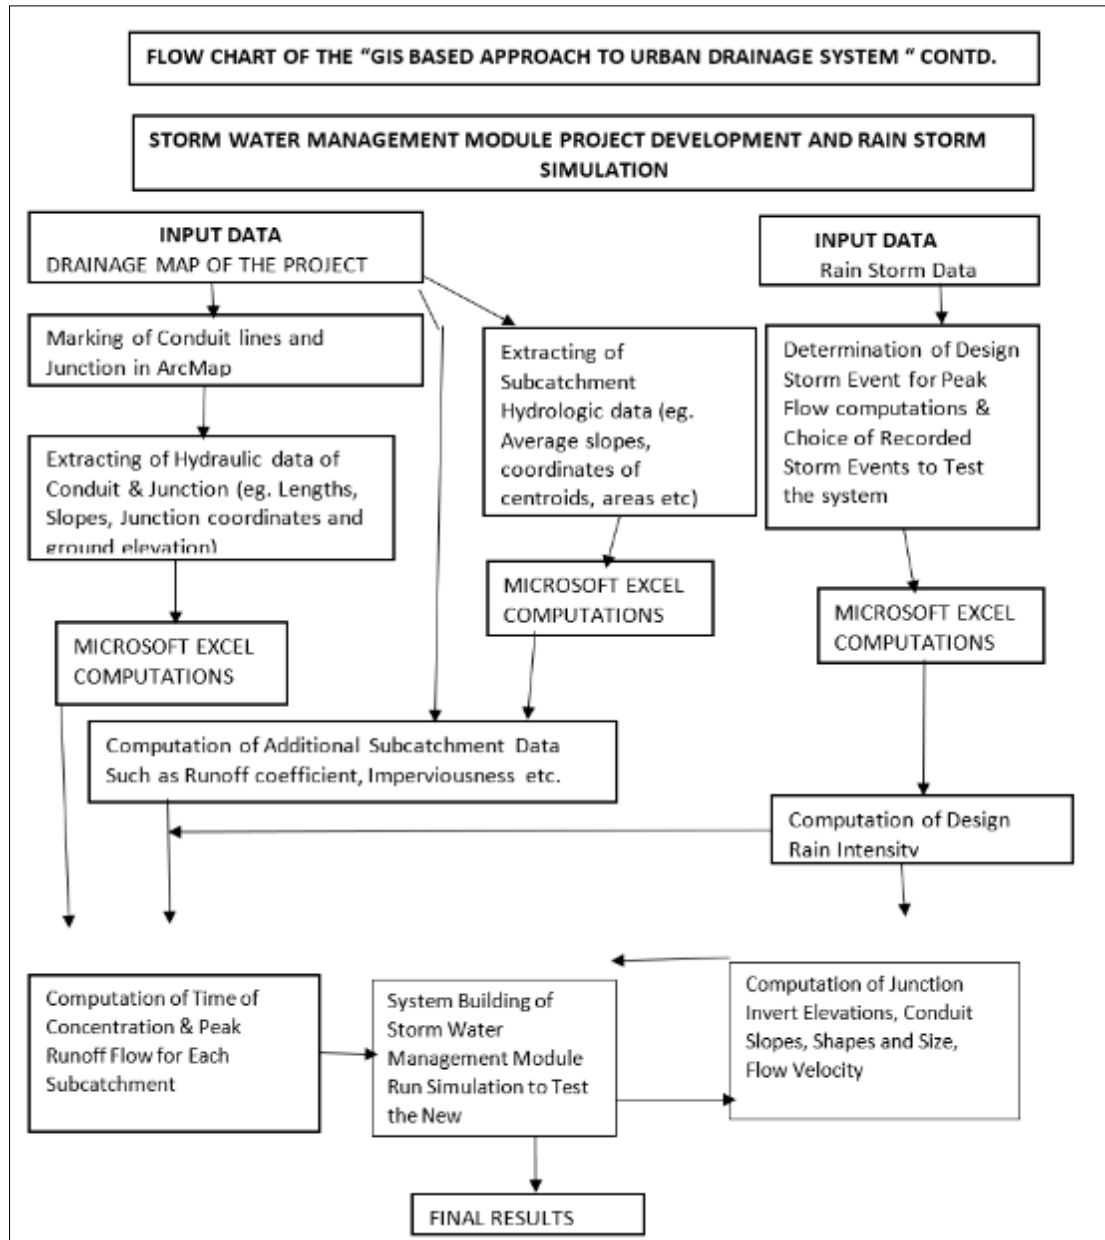 FLOW CHART OF THE “GIS BASED APPROACH TO URBAN DRAINAGE SYSTEM “ CONTD.
STORM WATER MANAGEMENT MODULE PROJECT DEVELOPMENT AND RAIN STORM
SIMULATION
INPUT DATA
DRAINAGE MAP OF THE PROJECT
INPUT DATA
Rain Storm Data
Marking of Conduit lines and
Junction in ArcMap
Extracting of
Subcatchment
Hydrologic data (eg.
Average slopes,
coordinates of
centroids, areas etc)
Determination of Design
Storm Event for Peak
Flow computations &
Choice of Recorded
Storm Events to Test
the system
Extracting of Hydraulic data of
Conduit & Junction (eg. Lengths,
Slopes, Junction coordinates and
ground elevation)
MICROSOFT EXCEL
COMPUTATIONS
MICROSOFT EXCEL
COMPUTATIONS
MICROSOFT EXCEL
COMPUTATIONS
Computation of Additional Subcatchment Data
Such as Runoff coefficient, Imperviousness etc.
Computation of Design
Rain Intensity
Computation of Time of
Concentration & Peak
Runoff Flow for Each
Subcatchment
System Building of
Storm Water
Management Module
Run Simulation to Test
the New
Computation of Junction
Invert Elevations, Conduit
Slopes, Shapes and Size,
Flow Velocity
FINAL RESULTS